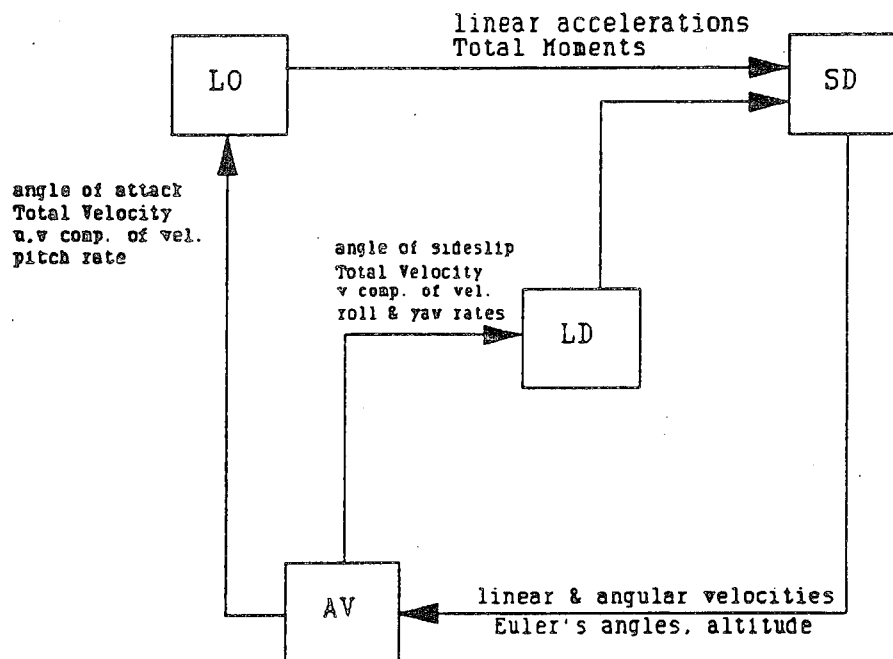 linear accelerations
Total Moments
LO
SD
angle of attack
Total Velocity
u,v comp. of vel.
pitch rate
angle of sideslip
Total Velocity
v comp. of vel.
roll & yaw rates
LD
AV
linear & angular velocities
Euler's angles, altitude